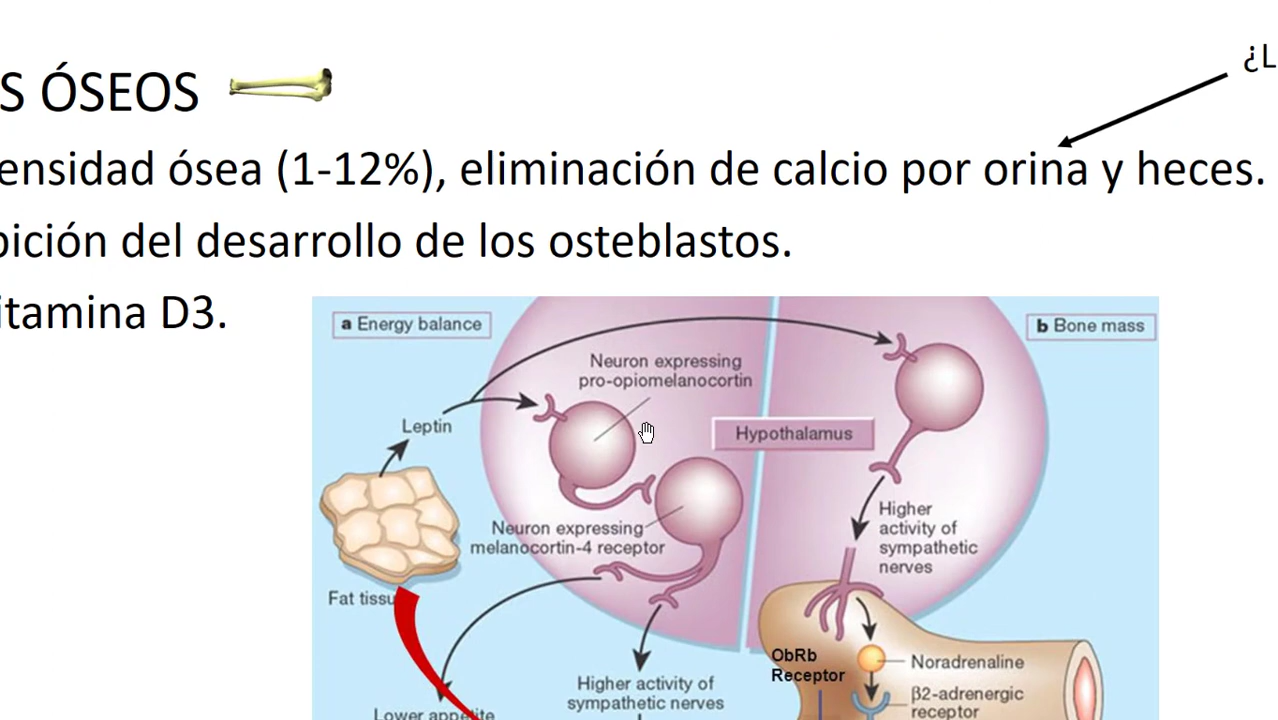 ¿L
S ÓSEOS
ensidad ósea (1-12%), eliminación de calcio por orina y heces.
bición del desarrollo de los osteblastos.
itamina D3.
a Energy balance
b Bone mass
Neuron expressing
pro-opiomelanocortin
Leptin
Hypothalamus
Neuron expressing
melanocortin-4 receptor
Higher
activity of
sympathetic
nerves
Fat tissu
ObRb
Receptor
Noradrenaline
Higher activity of
sympathetic nerves
β2-adrenergic
receptor
Lower appetite